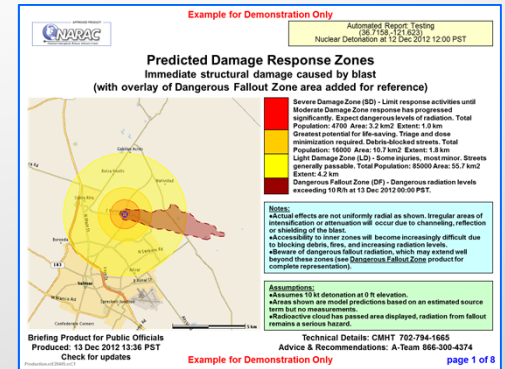 Example for Demonstration Only
NARAC
Automated Report: Testing
(36.7158,-121.623)
Nuclear Detonation at 12 Dec 2012 12:00 PST
Predicted Damage Response Zones
Immediate structural damage caused by blast
(with overlay of Dangerous Fallout Zone area added for reference)
Severe Damage Zone (SD) - Limit response activities until
Moderate Damage Zone response has progressed
significantly. Expect dangerous levels of radiation. Total
Population: 4700 Area: 3.2 km2 Extent: 1.0 km
Greatest potential for life-saving. Triage and dose
minimization required. Debris-blocked streets. Total
Population: 16000 Area: 10.7 km2 Extent: 1.8 km
Light Damage Zone (LD) - Some injuries, most minor. Streets
generally passable. Total Population: 85000 Area: 55.7 km2
Extent: 4.2 km
Dangerous Fallout Zone (DF) - Dangerous radiation levels
exceeding 10 R/h at 13 Dec 2012 00:00 PST.
Notes:
●Actual effects are not uniformly radial as shown. Irregular areas of
intensification or attenuation will occur due to channeling, reflection
or shielding of the blast.
●Accessibility to inner zones will become increasingly difficult due
to blocking debris, fires, and increasing radiation levels.
●Beware of dangerous fallout radiation, which may extend well
beyond these zones (see Dangerous Fallout Zone product for
complete representation).
Assumptions:
●Assumes 10 kt detonation at 0 ft elevation.
●Areas shown are model predictions based on an estimated source
term but no measurements.
●Radioactive cloud has passed area displayed, radiation from fallout
remains a serious hazard.
183
5 km
Briefing Product for Public Officials
Produced: 13 Dec 2012 13:36 PST
Check for updates
Technical Details: CMHT 702-794-1665
Advice & Recommendations: A-Team 866-300-4374
Example for Demonstration Only
page 1 of 8